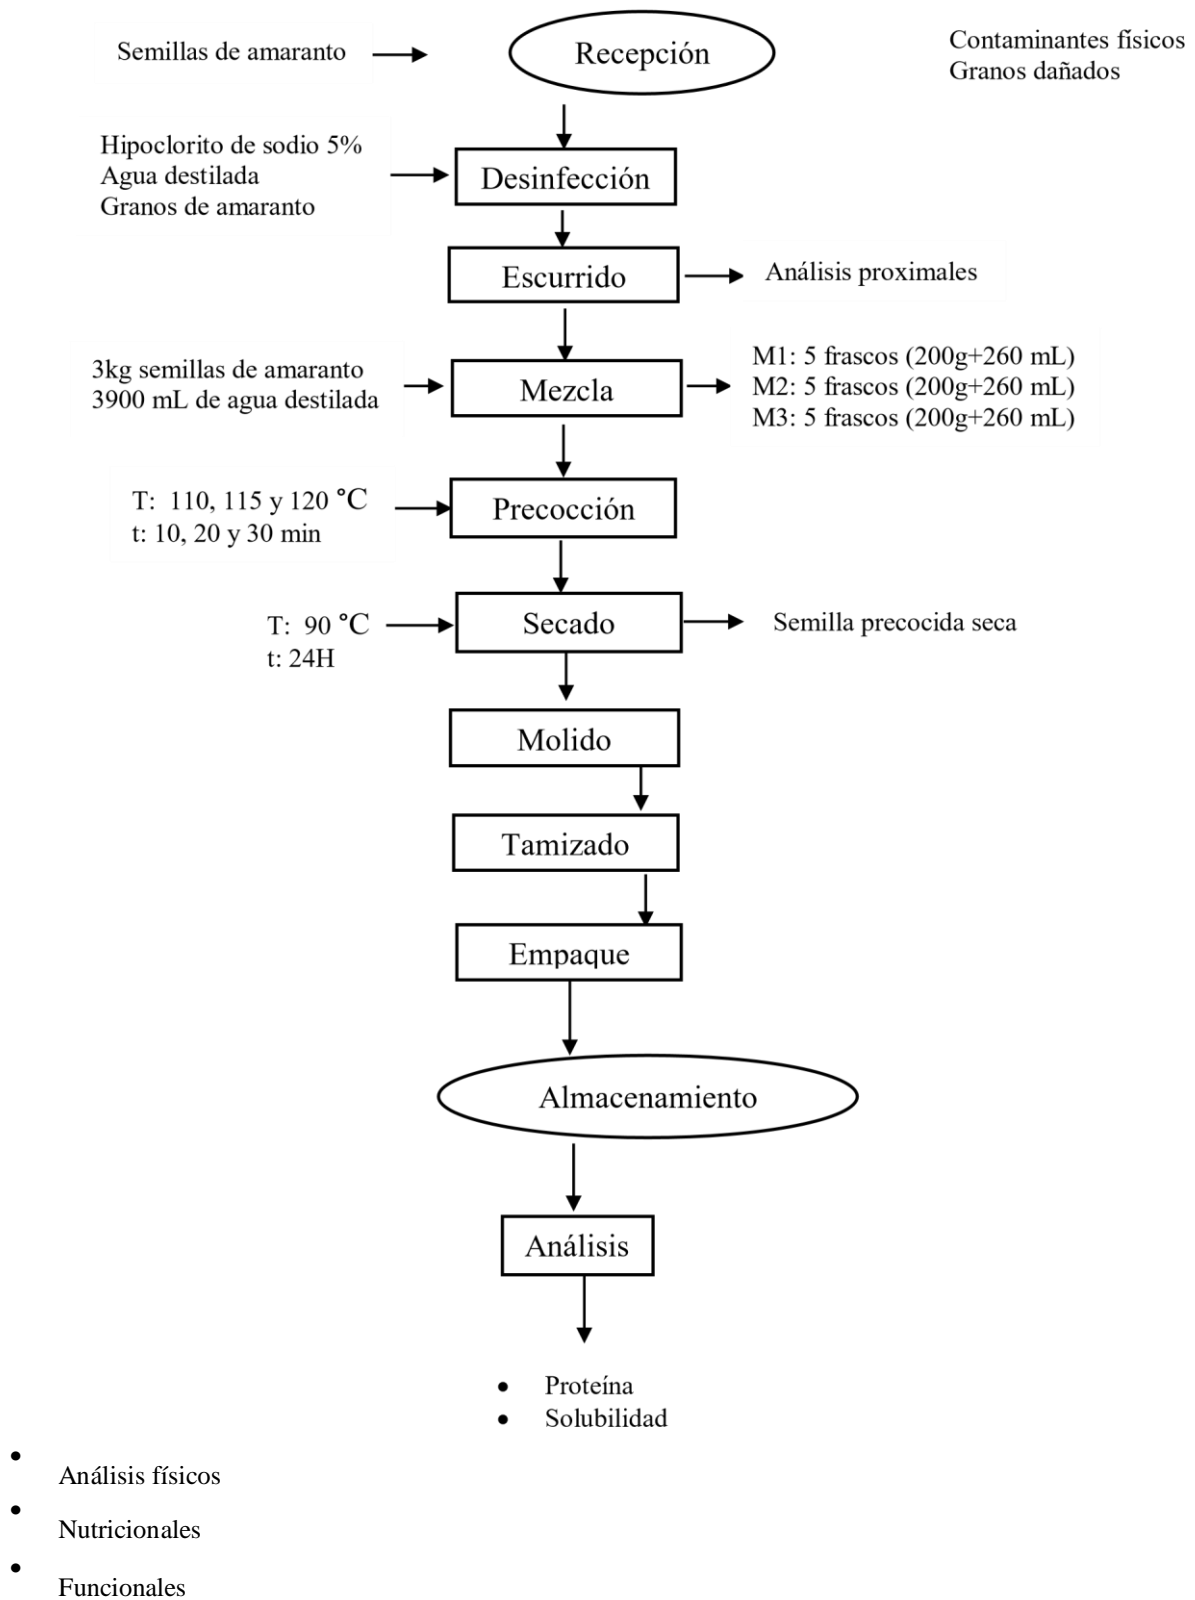 Semillas de amaranto
Recepción
Contaminantes físicos
Granos dañados
Hipoclorito de sodio 5%
Agua destilada
Granos de amaranto
Desinfección
Escurrido
Análisis proximales
3kg semillas de amaranto
3900 mL de agua destilada
Mezcla
M1: 5 frascos (200g+260 mL)
M2: 5 frascos (200g+260 mL)
M3: 5 frascos (200g+260 mL)
T: 110, 115 y 120 °C
t: 10, 20 y 30 min
Precocción
T: 90 °C
t: 24H
Secado
Semilla precocida seca
Molido
Tamizado
Empaque
Almacenamiento
Análisis
• Proteína
• Solubilidad
• Análisis físicos
• Nutricionales
• Funcionales